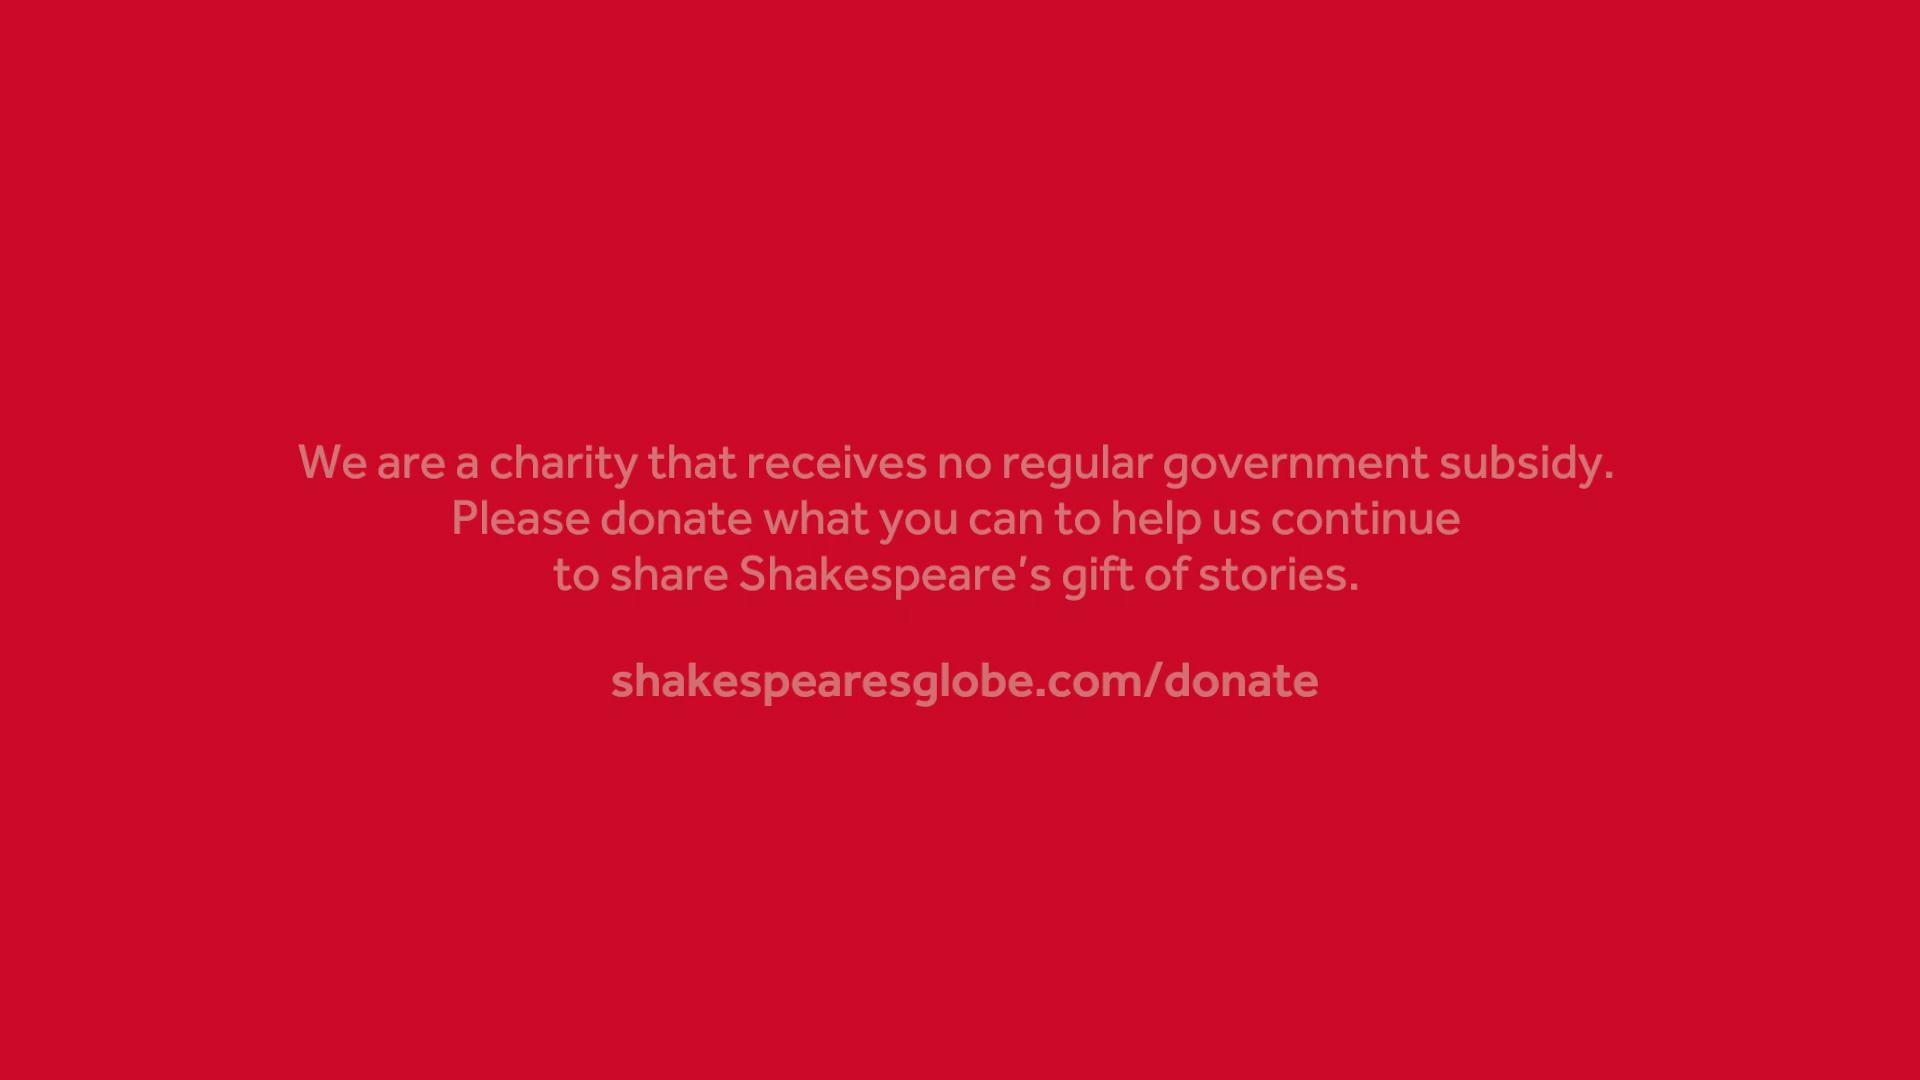 We are a charity that receives no regular government subsidy.
Please donate what you can to help us continue
to share Shakespeare’s gift of stories.
shakespearesglobe.com/donate